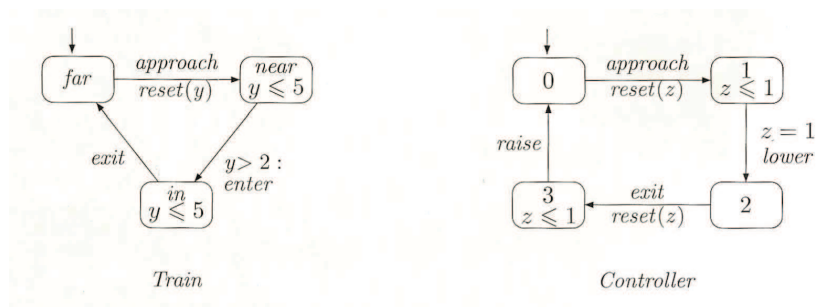 far
approach
reset(y)
near
y ⩽ 5
exit
y> 2 :
enter
in
y ⩽ 5
Train
0
approach
reset(z)
1
z ⩽ 1
raise
z = 1
lower
3
z ⩽ 1
exit
reset(z)
2
Controller